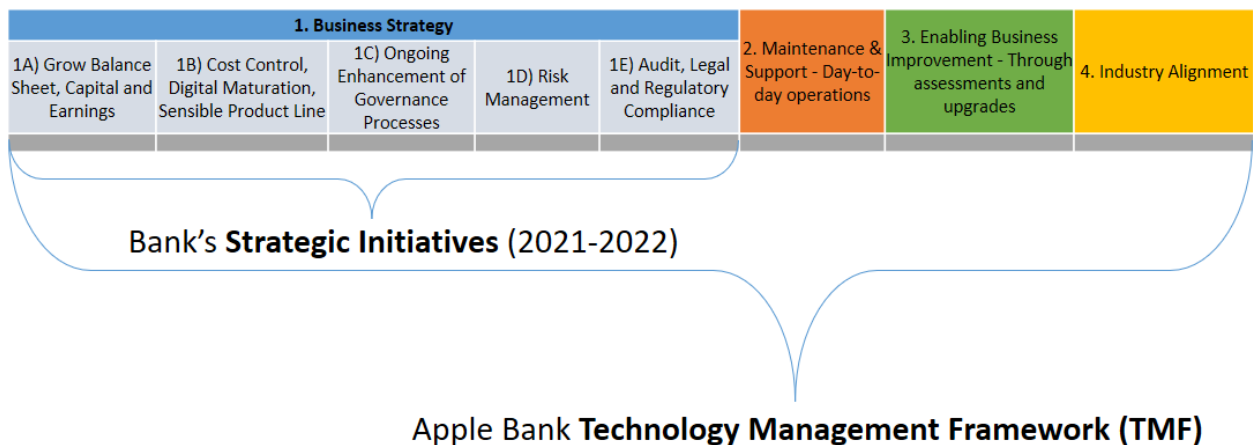 1. Business Strategy
1A) Grow Balance
Sheet, Capital and
Earnings
1B) Cost Control,
Digital Maturation,
Sensible Product Line
1C) Ongoing
Enhancement of
Governance
Processes
1D) Risk
Management
1E) Audit, Legal
and Regulatory
Compliance
2. Maintenance &
Support - Day-to-
day operations
3. Enabling Business
Improvement - Through
assessments and
upgrades
4. Industry Alignment
Bank's Strategic Initiatives (2021-2022)
Apple Bank Technology Management Framework (TMF)